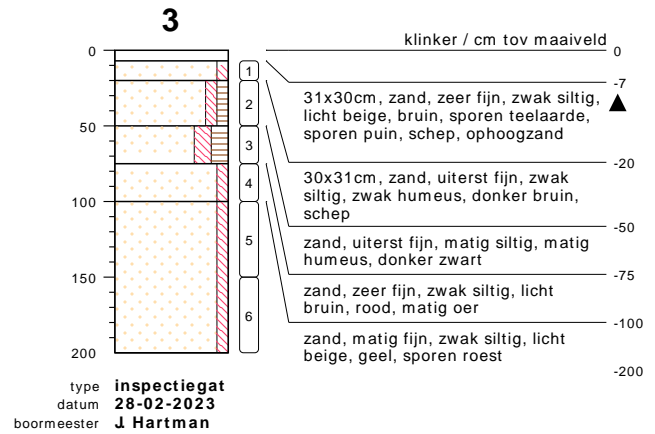 3
klinker / cm tov maaiveld
0
0
-7
1
31x30cm, zand, zeer fijn, zwak siltig,
licht beige, bruin, sporen teelaarde,
sporen puin, schep, ophoogzand
2
-20
50
30x31cm, zand, uiterst fijn, zwak
siltig, zwak humeus, donker bruin,
schep
3
-50
zand, uiterst fijn, matig siltig, matig
humeus, donker zwart
4
-75
100
zand, zeer fijn, zwak siltig, licht
bruin, rood, matig oer
5
-100
150
zand, matig fijn, zwak siltig, licht
beige, geel, sporen roest
6
200
-200
type inspectiegat
datum 28-02-2023
boormeester J. Hartman